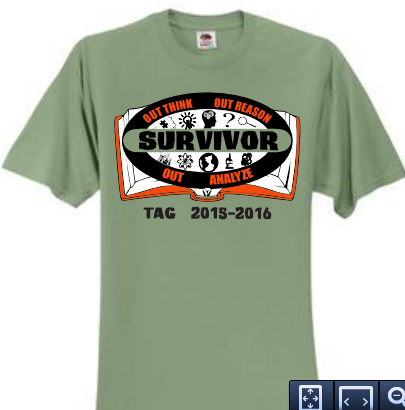 OUT THINK OUT REASON
?
SURVIVOR
OUT ANALYZE
TAG 2015-2016